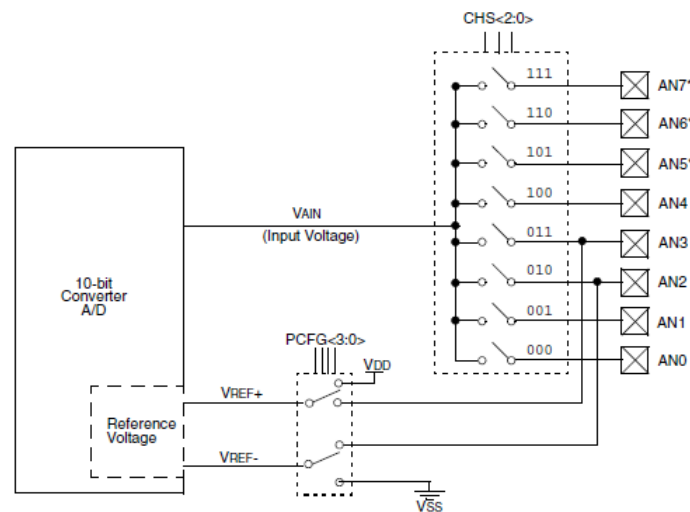 CHS<2:0>
111 AN7*
110 AN6*
101 AN5*
100 AN4
VAIN
(Input Voltage)
011 AN3
010 AN2
001 AN1
000 AN0
10-bit
Converter
A/D
PCFG<3:0>
VDD
VREF+
Reference
Voltage
VREF-
VSS